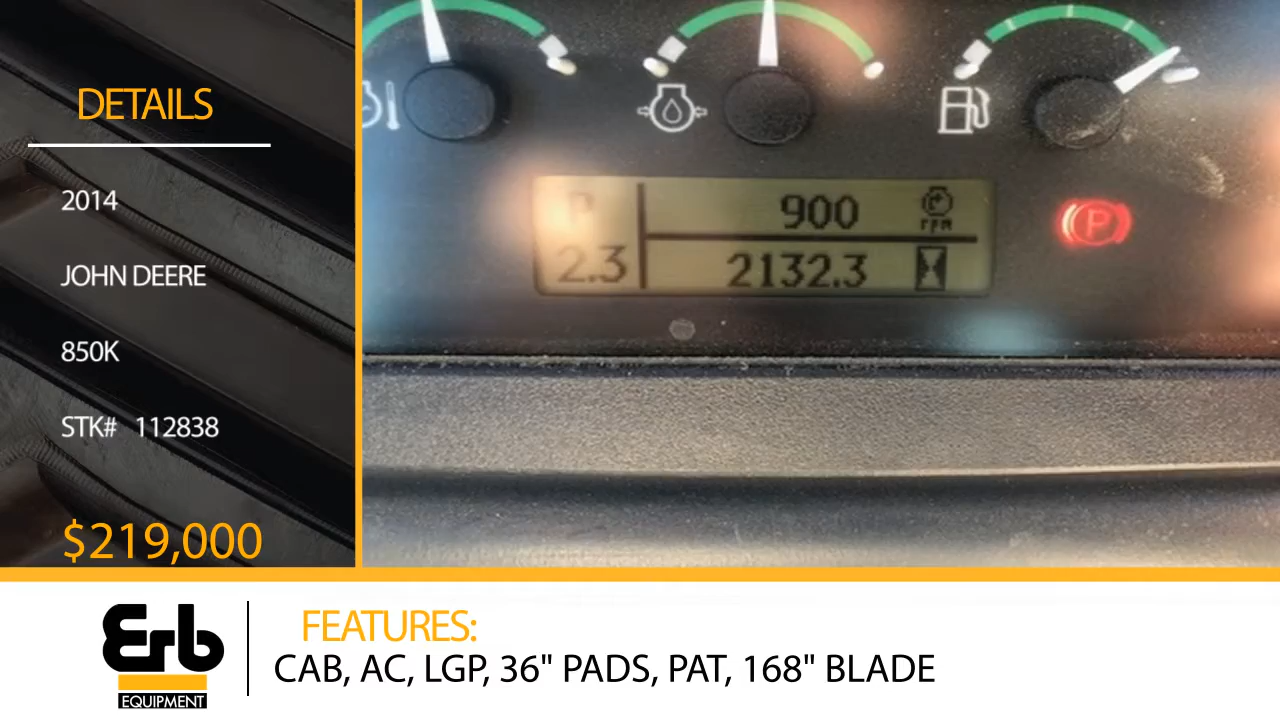 DETAILS
2014
JOHN DEERE
850K
STK# 112838
$219,000
P
900
rpm
2.3
2132.3
P
Erb
EQUIPMENT
FEATURES:
CAB, AC, LGP, 36" PADS, PAT, 168" BLADE